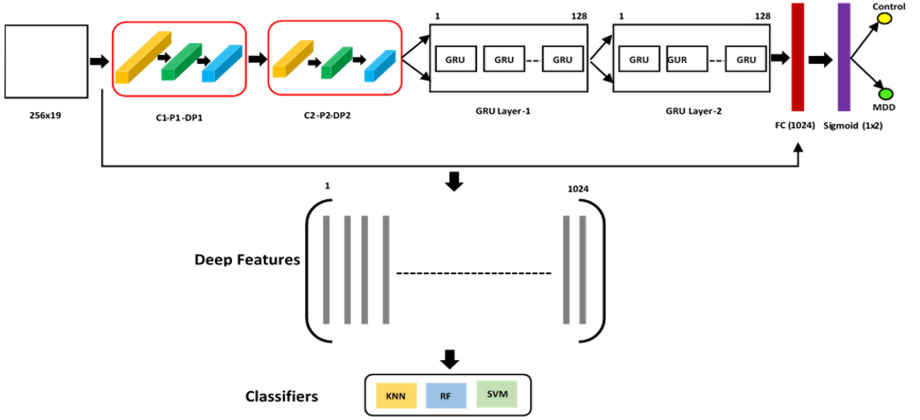 Control
1
128
1
128
GRU
GRU
GRU
GRU
GUR
GRU
MDD
256x19
C1-P1-DP1
C2-P2-DP2
GRU Layer-1
GRU Layer-2
FC (1024)
Sigmoid (1x2)
1
1024
Deep Features
Classifiers
KNN
RF
SVM